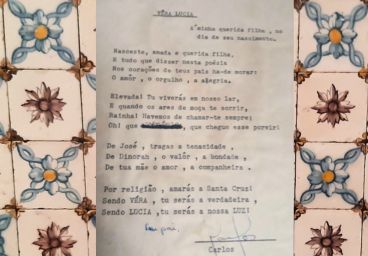 VÊRA LUCIA
À minha querida filha, no
dia de seu nascimento.
Nasceste, amada e querida filha,
E tudo que disser nesta poésia
Nos corações de teus pais há-de morar:
O amôr, o orgulho, a alegria.
Elevada! Tu viverás em nosso lar,
E quando os ares de moça te sorrir,
Rainha! Havemos de chamar-te sempre;
Oh! que que chegue esse porvir!
De José, tragas a tenacidade,
De Dinorah, o valôr, a bondade,
De tua mãe o amor, a companheira.
Por religião, amarás a Santa Cruz!
Sendo VÊRA, tu serás a verdadeira,
Sendo LUCIA, tu serás a nossa LUZ!
Carlos